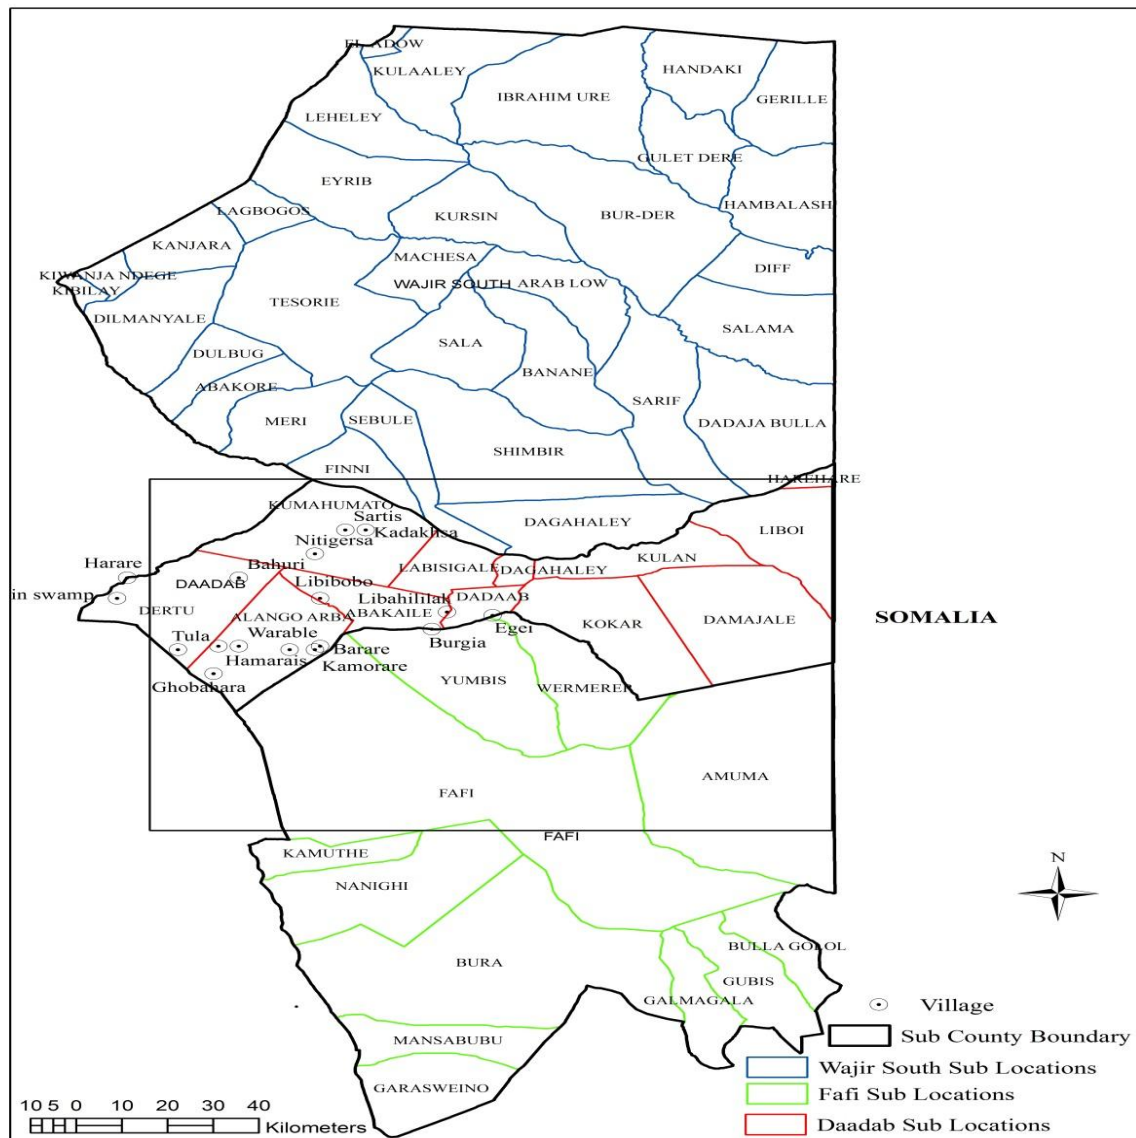 EL ADOW
KULAALEY
HANDAKI
IBRAHIM URE
GERILLE
LEHELEY
GULET DERE
EYRIB
HAMBALASH
LAGBOGOS
KURSIN
BUR-DER
KANJARA
MACHESA
DIFF
KIWANJA NDEGE
WAJIR SOUTH
ARAB LOW
KIBILAY
TESORIE
DILMANYALE
SALAMA
SALA
DULBUG
BANANE
ABAKORE
SARIF
MERI
SEBULE
DADAJA BULLA
SHIMBIR
FINNI
HAREHARE
KUMAHUMATO
Sartis
DAGAHALEY
Kadaklisa
LIBOI
Nitigersa
KULAN
Harare
Bahuri
LABISIGALE
DAGAHALEY
DAADAB
Libibobo
in swamp
Libahililak
DADAAB
DERTU
ALANGO ARBA
ABAKAILE
KOKAR
DAMAJALE
SOMALIA
Tula
Warable
Burgia
Egei
Hamarais
Barare
Kamorare
Ghobahara
YUMBIS
WERMERER
AMUMA
FAFI
FAFI
KAMUTHE
NANIGHI
N
BULLA GOLOL
BURA
GUBIS
GALMAGALA
Village
MANSABUBU
Sub County Boundary
Wajir South Sub Locations
GARASWEINO
Fafi Sub Locations
10 5 0 10 20 30 40
Kilometers
Daadab Sub Locations